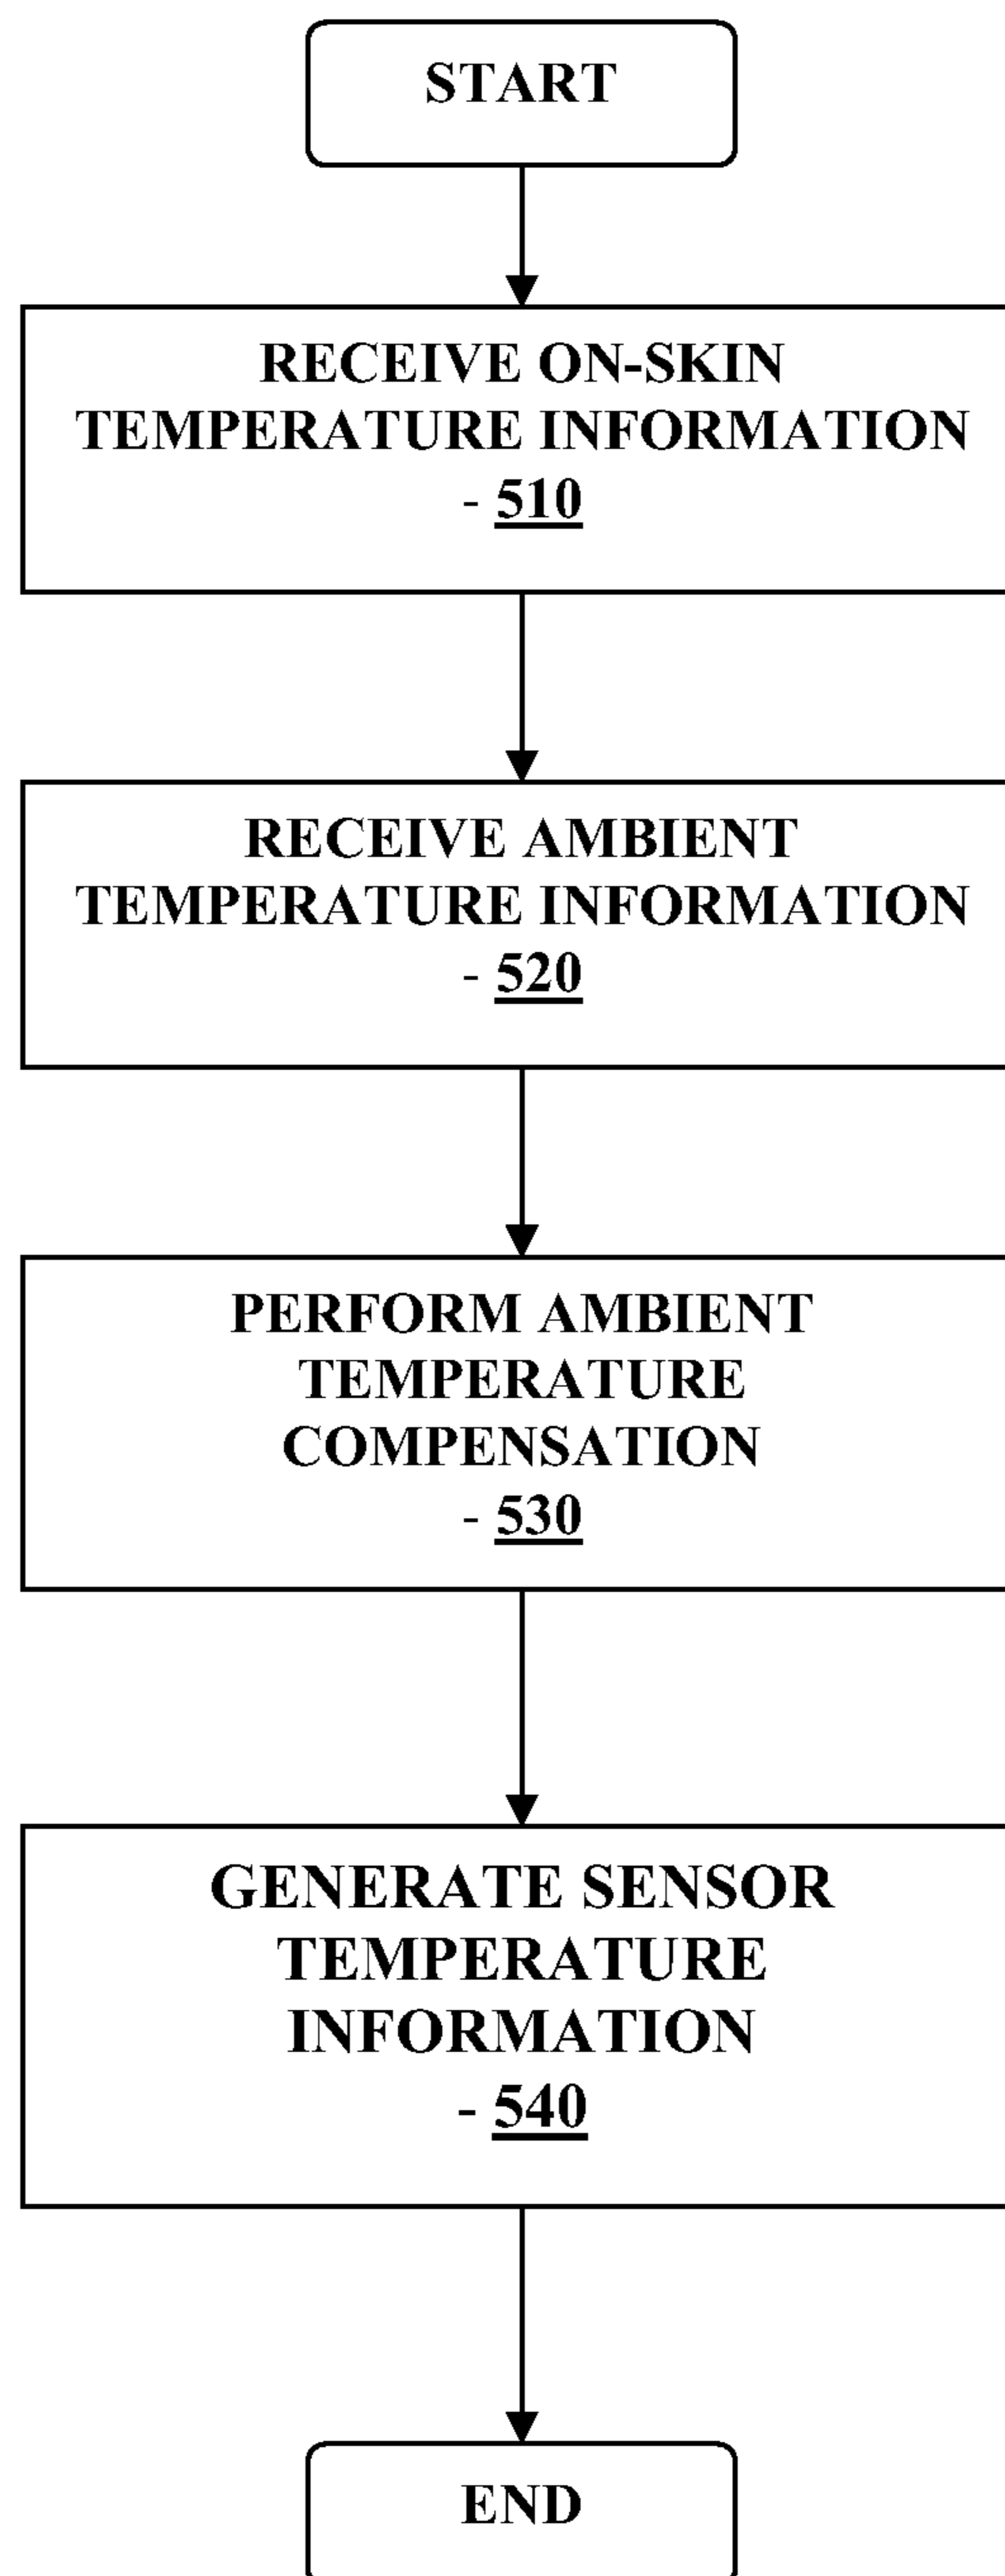 START
RECEIVE ON-SKIN
TEMPERATURE INFORMATION
- 510
RECEIVE AMBIENT
TEMPERATURE INFORMATION
- 520
PERFORM AMBIENT
TEMPERATURE
COMPENSATION
- 530
GENERATE SENSOR
TEMPERATURE
INFORMATION
- 540
END